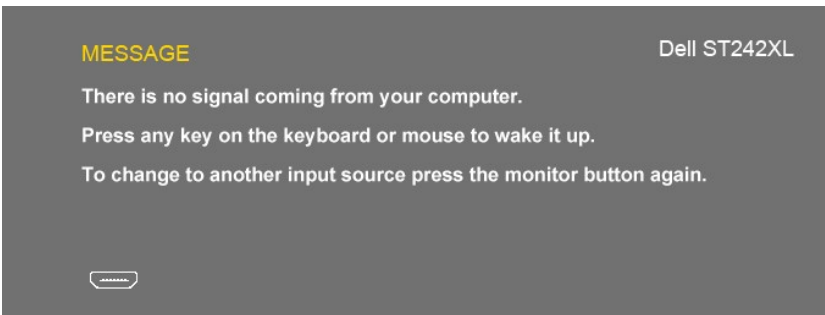 MESSAGE
Dell ST242XL
There is no signal coming from your computer.
Press any key on the keyboard or mouse to wake it up.
To change to another input source press the monitor button again.